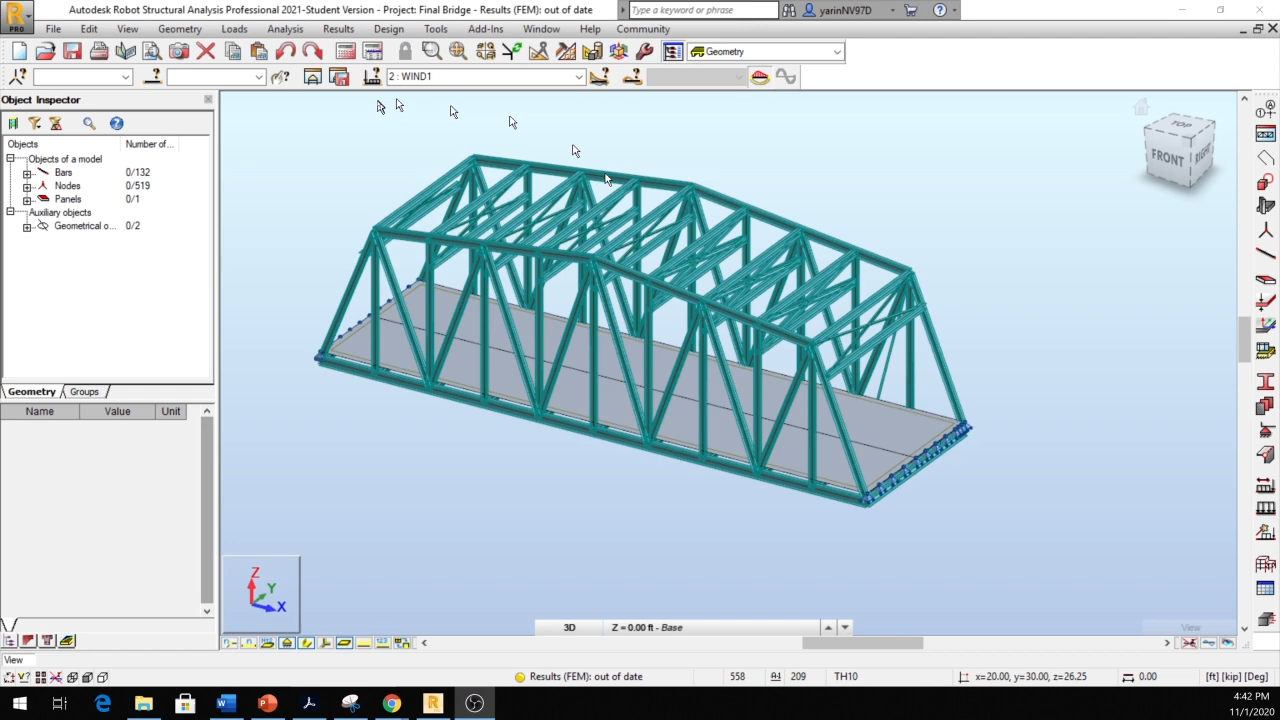 Autodesk Robot Structural Analysis Professional 2021-Student Version - Project: Final Bridge - Results (FEM): out of date
Type a keyword or phrase
yarinNV97D
R
PRO
File Edit View Geometry Loads Analysis Results Design Tools Add-Ins Window Help Community
Geometry
2 : WIND1
Object Inspector
Objects Number of...
Objects of a model
Bars 0/132
Nodes 0/519
Panels 0/1
Auxiliary objects
Geometrical o... 0/2
Geometry Groups
Name Value Unit
TOP
FRONT
RIGHT
Z
Y
X
3D Z = 0.00 ft - Base
View
View
Results (FEM): out of date 558 209 TH10 x=20.00, y=30.00, z=26.25 0.00 [ft] [kip] [Deg]
4:42 PM
11/1/2020